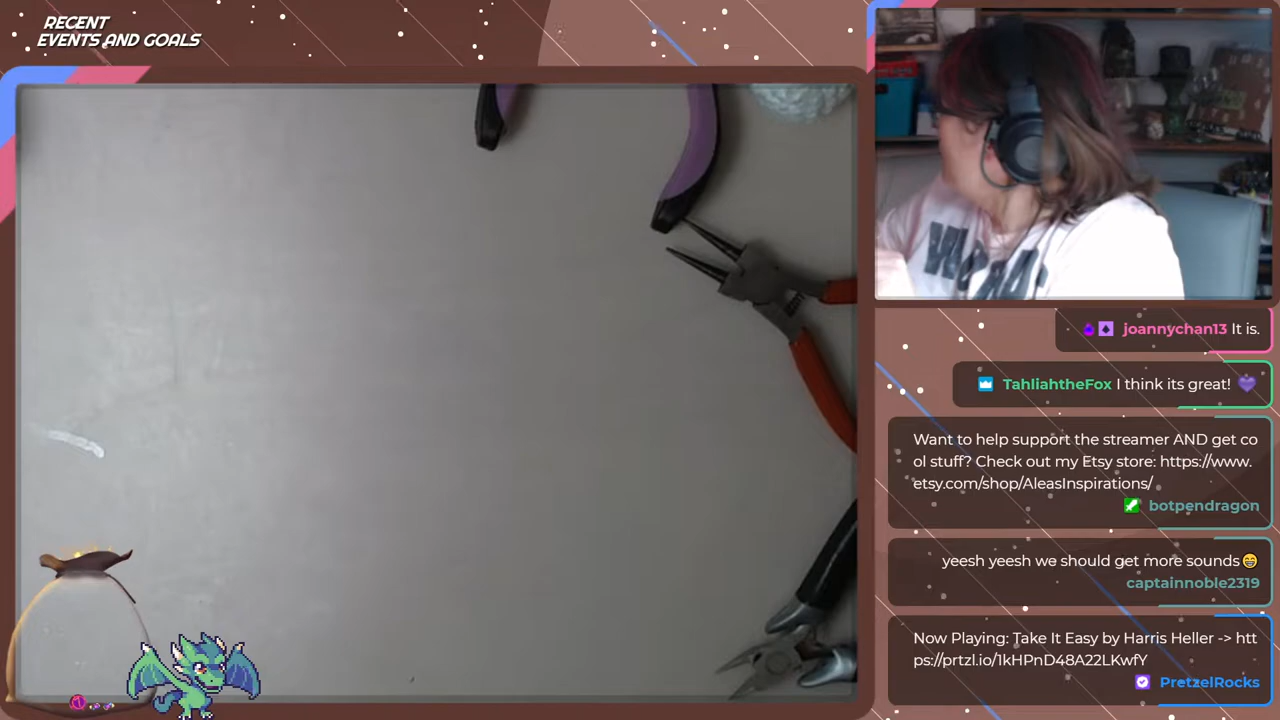 RECENT
EVENTS AND GOALS
joannychan13 It is.
TahliahtheFox I think its great!
Want to help support the streamer AND get co
ol stuff? Check out my Etsy store: https://www.
etsy.com/shop/AleasInspirations/
botpendragon
yeesh yeesh we should get more sounds
captainnoble2319
Now Playing: Take It Easy by Harris Heller -> htt
ps://prtzl.io/1kHPnD48A22LKwfY
PretzelRocks